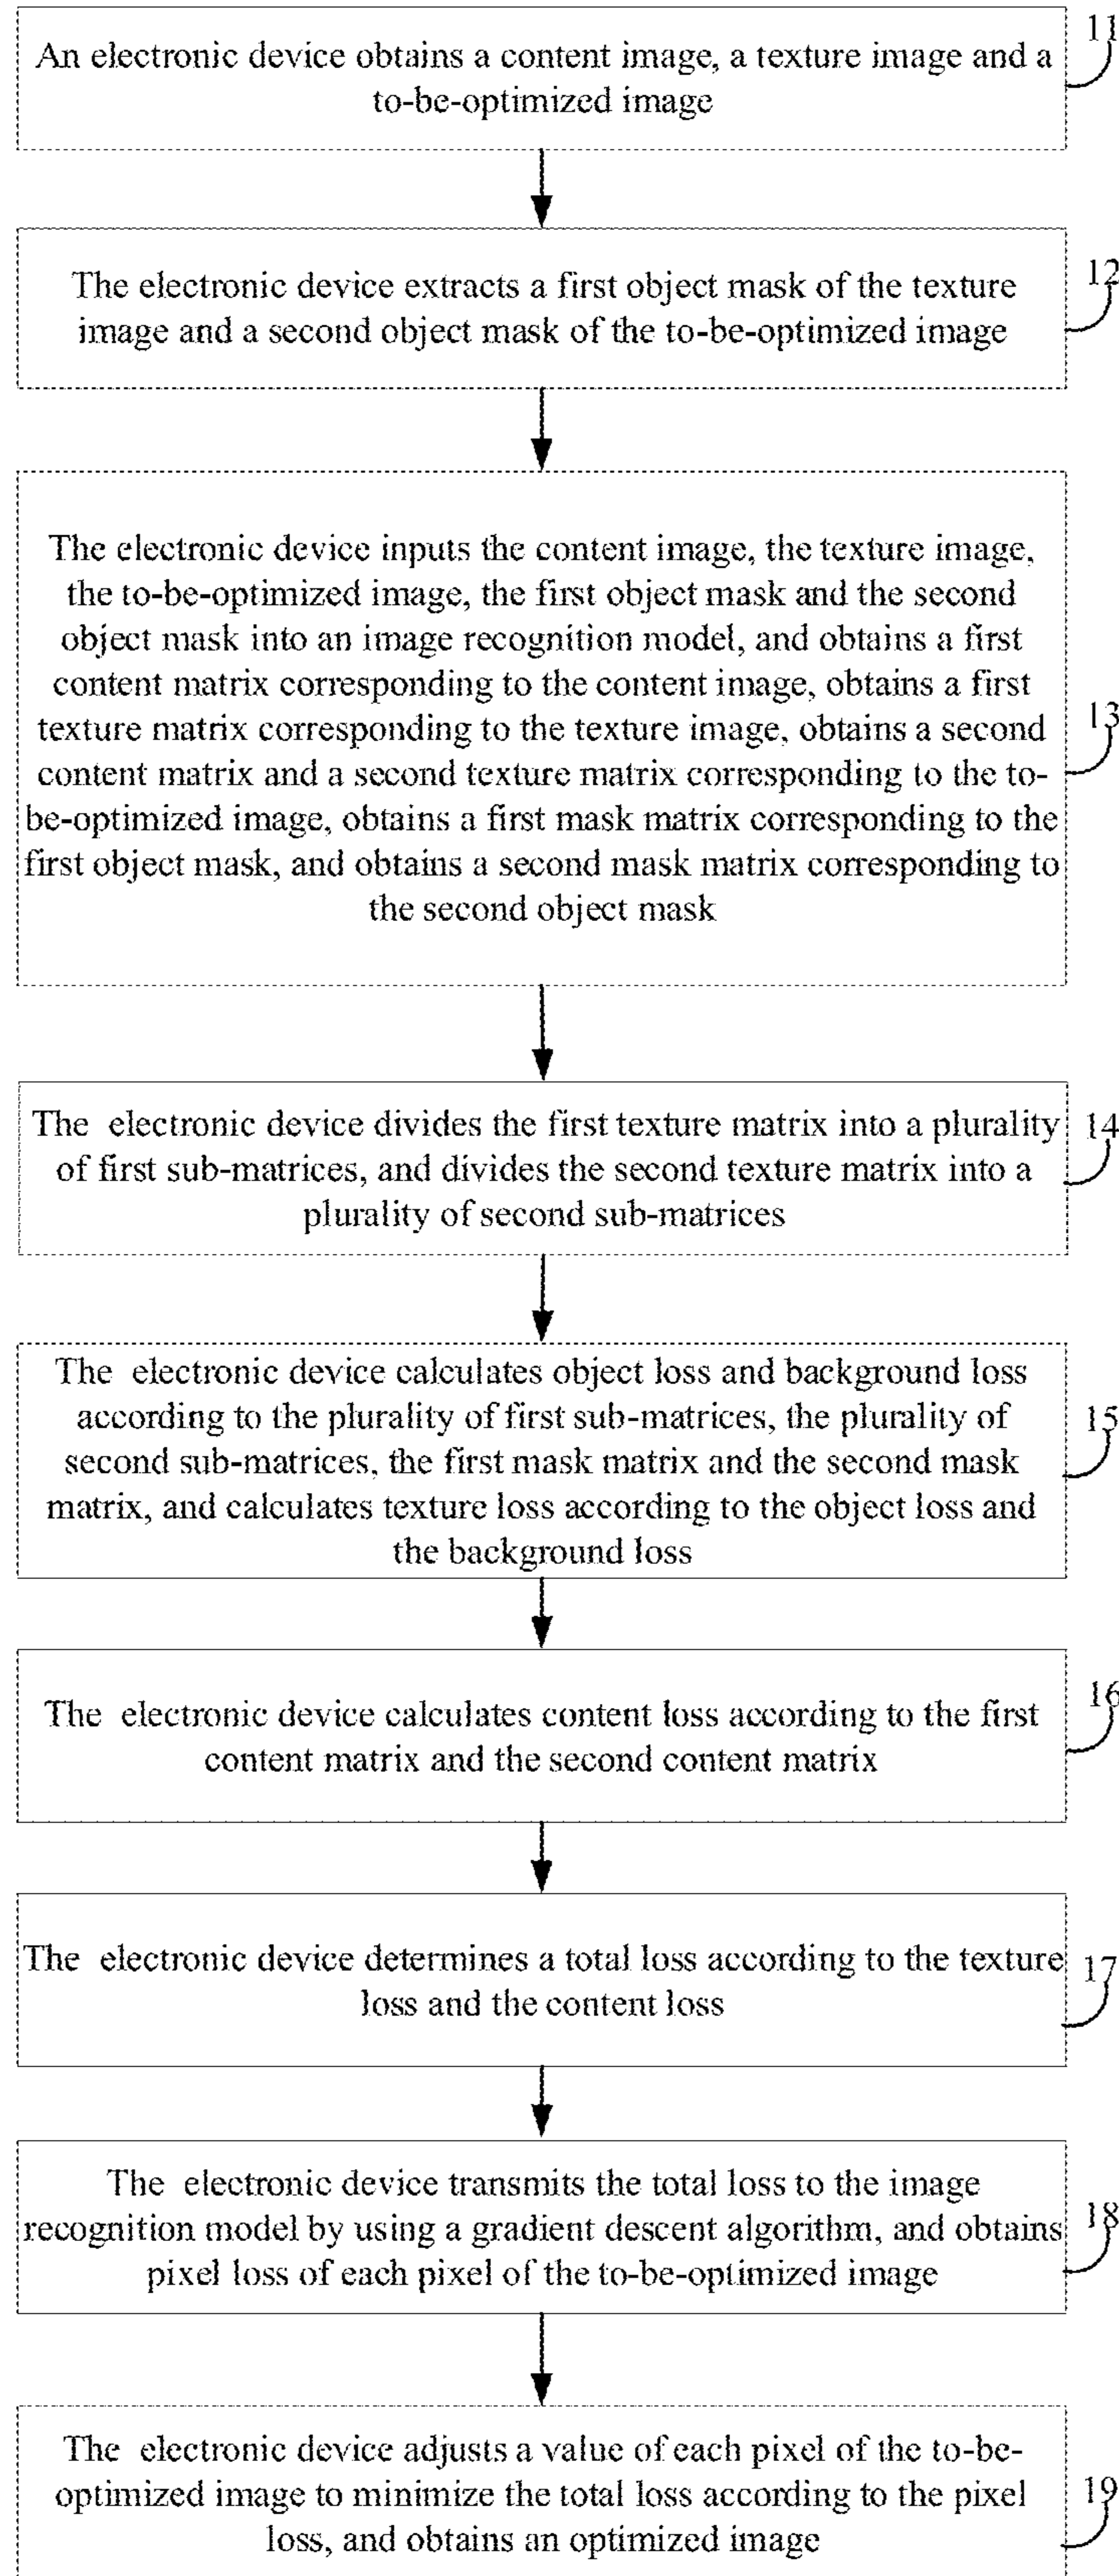 An electronic device obtains a content image, a texture image and a
to-be-optimized image
11
The electronic device extracts a first object mask of the texture
image and a second object mask of the to-be-optimized image
12
The electronic device inputs the content image, the texture image,
the to-be-optimized image, the first object mask and the second
object mask into an image recognition model, and obtains a first
content matrix corresponding to the content image, obtains a first
texture matrix corresponding to the texture image, obtains a second
content matrix and a second texture matrix corresponding to the to-
be-optimized image, obtains a first mask matrix corresponding to the
first object mask, and obtains a second mask matrix corresponding to
the second object mask
13
The electronic device divides the first texture matrix into a plurality
of first sub-matrices, and divides the second texture matrix into a
plurality of second sub-matrices
14
The electronic device calculates object loss and background loss
according to the plurality of first sub-matrices, the plurality of
second sub-matrices, the first mask matrix and the second mask
matrix, and calculates texture loss according to the object loss and
the background loss
15
The electronic device calculates content loss according to the first
content matrix and the second content matrix
16
The electronic device determines a total loss according to the texture
loss and the content loss
17
The electronic device transmits the total loss to the image
recognition model by using a gradient descent algorithm, and obtains
pixel loss of each pixel of the to-be-optimized image
18
The electronic device adjusts a value of each pixel of the to-be-
optimized image to minimize the total loss according to the pixel
loss, and obtains an optimized image
19